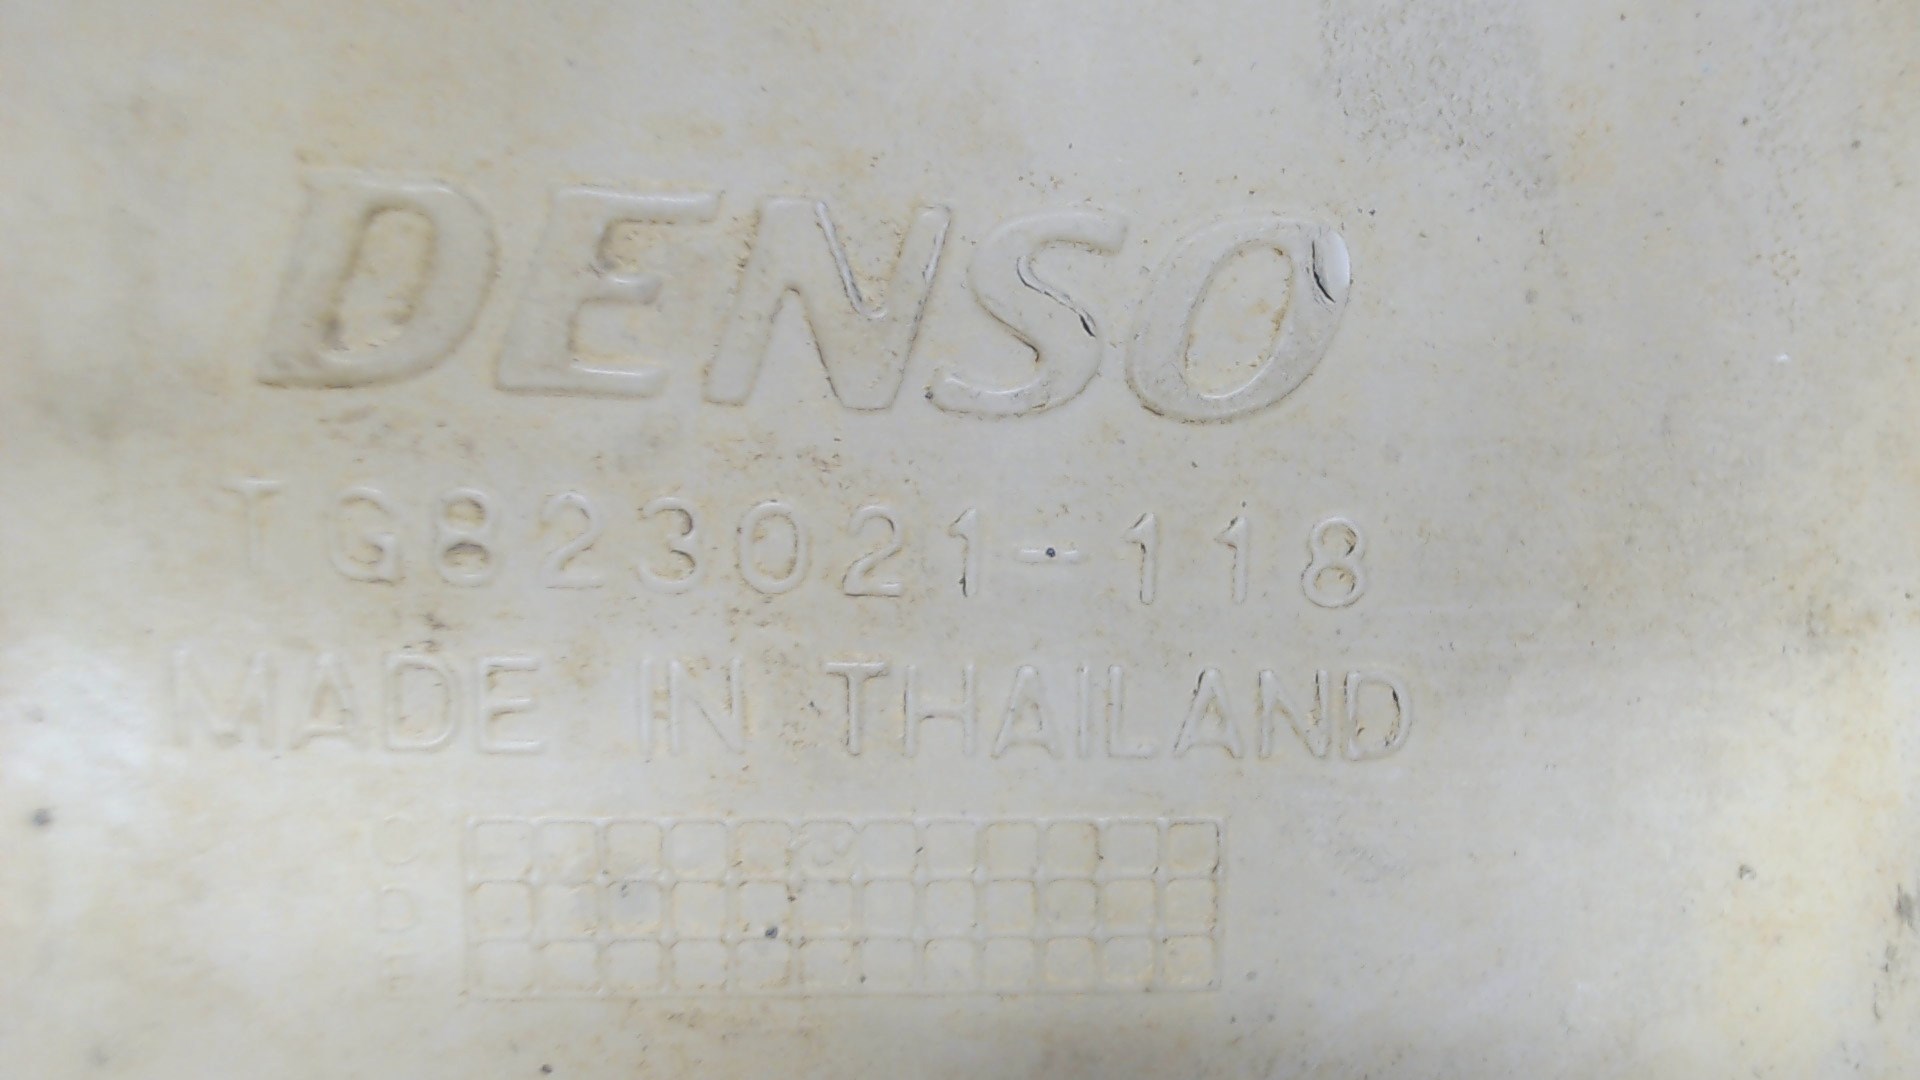 DENSO
TG823021-118
MADE IN THAILAND
C
D
E